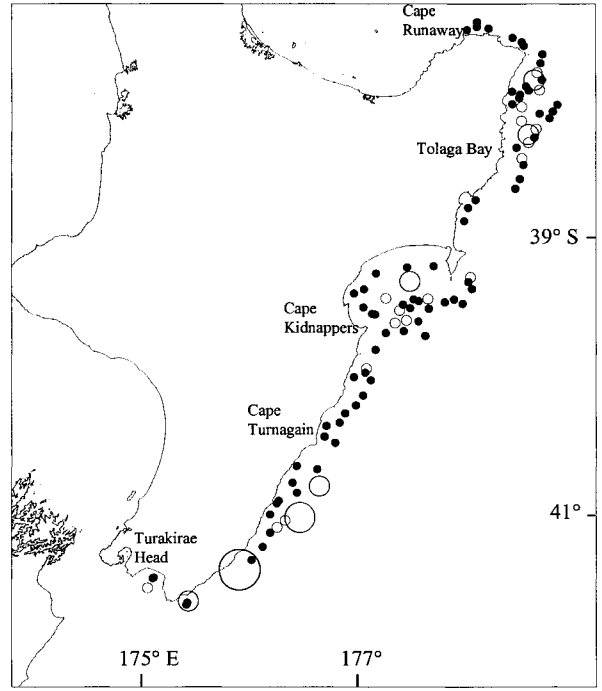 Cape
Runaway
Tolaga Bay
39° S
Cape
Kidnappers
Cape
Turnagain
41°
Turakirae
Head
175° E
177°